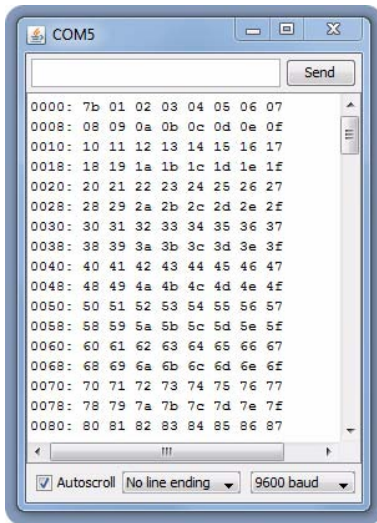 COM5
Send
0000: 7b 01 02 03 04 05 06 07
0008: 08 09 0a 0b 0c 0d 0e 0f
0010: 10 11 12 13 14 15 16 17
0018: 18 19 1a 1b 1c 1d 1e 1f
0020: 20 21 22 23 24 25 26 27
0028: 28 29 2a 2b 2c 2d 2e 2f
0030: 30 31 32 33 34 35 36 37
0038: 38 39 3a 3b 3c 3d 3e 3f
0040: 40 41 42 43 44 45 46 47
0048: 48 49 4a 4b 4c 4d 4e 4f
0050: 50 51 52 53 54 55 56 57
0058: 58 59 5a 5b 5c 5d 5e 5f
0060: 60 61 62 63 64 65 66 67
0068: 68 69 6a 6b 6c 6d 6e 6f
0070: 70 71 72 73 74 75 76 77
0078: 78 79 7a 7b 7c 7d 7e 7f
0080: 80 81 82 83 84 85 86 87
Autoscroll No line ending 9600 baud